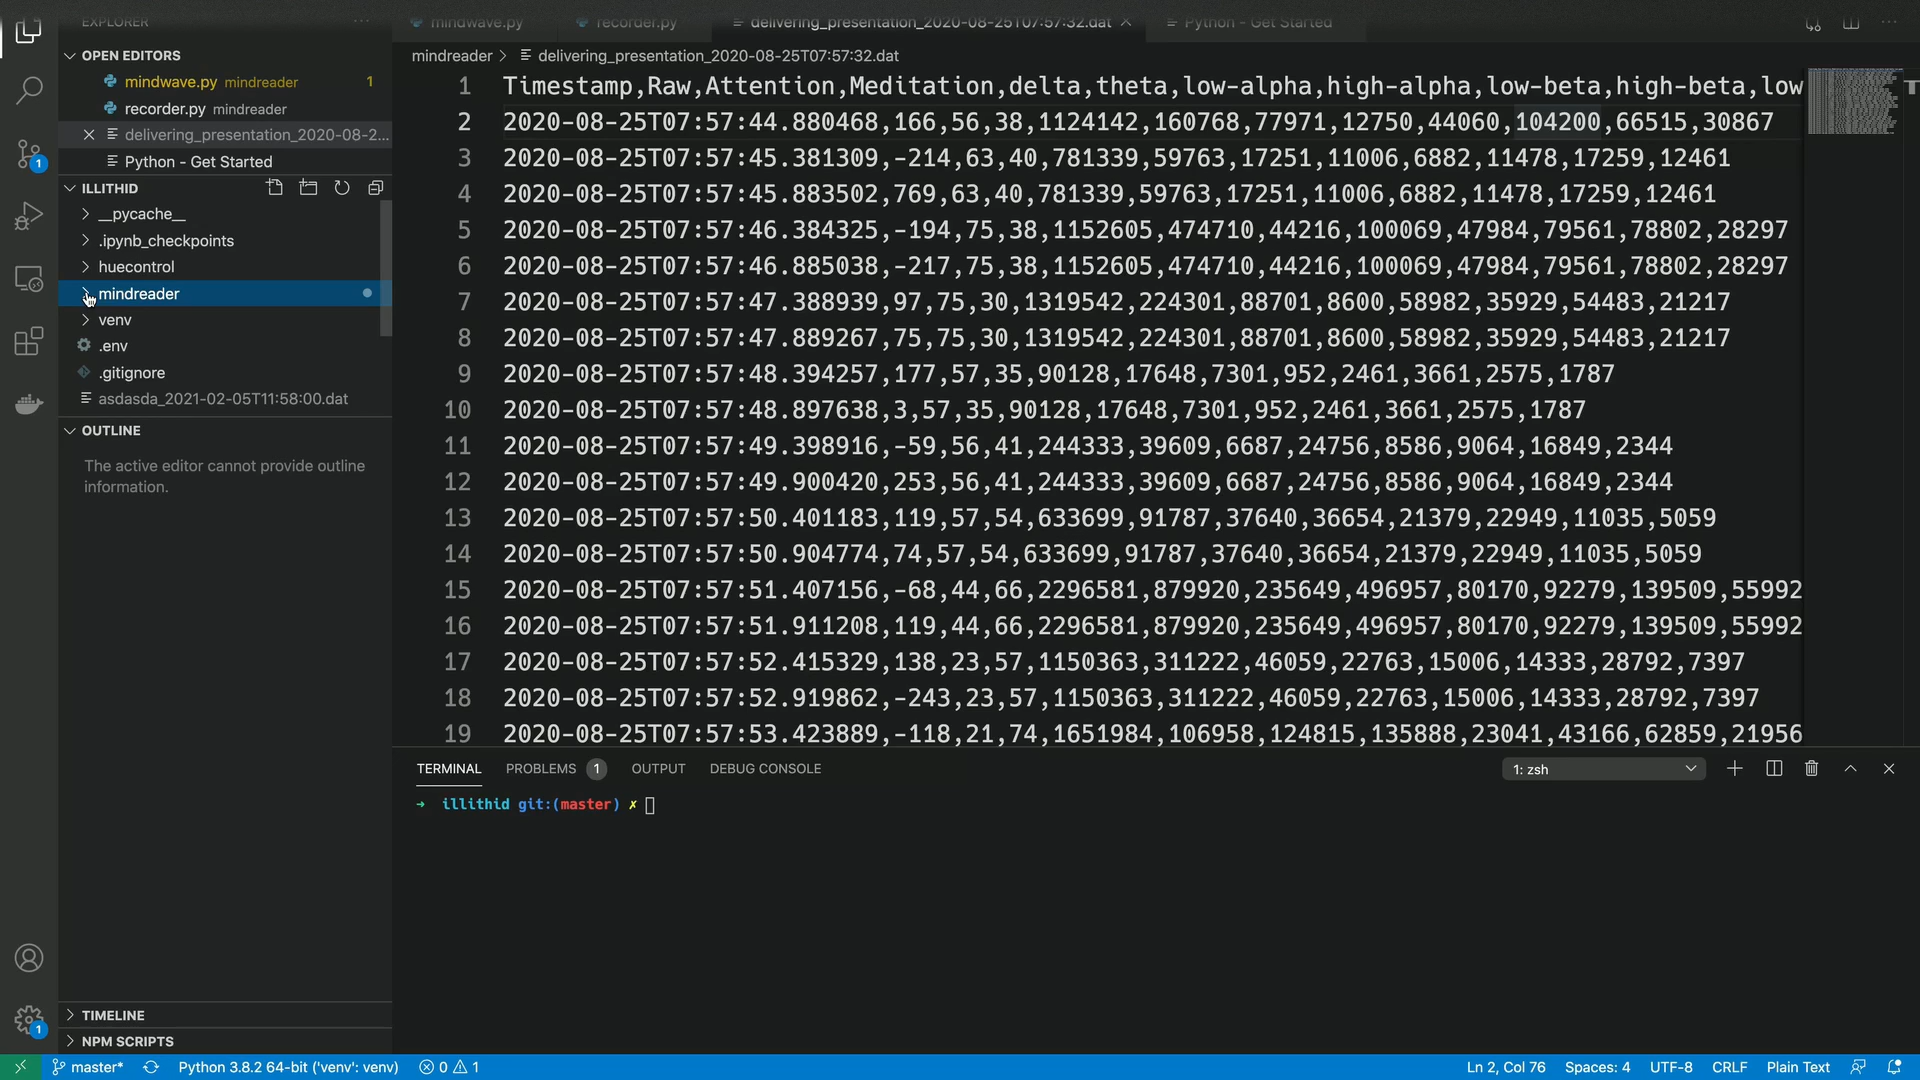 EXPLORER
mindwave.py
recorder.py
delivering_presentation_2020-08-25T07:57:32.dat
Python - Get Started
OPEN EDITORS
mindwave.py mindreader 1
recorder.py mindreader
delivering_presentation_2020-08-2...
Python - Get Started
ILLITHID
__pycache__
.ipynb_checkpoints
huecontrol
mindreader
venv
.env
.gitignore
asdasda_2021-02-05T11:58:00.dat
OUTLINE
The active editor cannot provide outline
information.
TIMELINE
NPM SCRIPTS
1
1
mindreader > delivering_presentation_2020-08-25T07:57:32.dat
1 Timestamp,Raw,Attention,Meditation,delta,theta,low-alpha,high-alpha,low-beta,high-beta,low
2 2020-08-25T07:57:44.880468,166,56,38,1124142,160768,77971,12750,44060,104200,66515,30867
3 2020-08-25T07:57:45.381309,-214,63,40,781339,59763,17251,11006,6882,11478,17259,12461
4 2020-08-25T07:57:45.883502,769,63,40,781339,59763,17251,11006,6882,11478,17259,12461
5 2020-08-25T07:57:46.384325,-194,75,38,1152605,474710,44216,100069,47984,79561,78802,28297
6 2020-08-25T07:57:46.885038,-217,75,38,1152605,474710,44216,100069,47984,79561,78802,28297
7 2020-08-25T07:57:47.388939,97,75,30,1319542,224301,88701,8600,58982,35929,54483,21217
8 2020-08-25T07:57:47.889267,75,75,30,1319542,224301,88701,8600,58982,35929,54483,21217
9 2020-08-25T07:57:48.394257,177,57,35,90128,17648,7301,952,2461,3661,2575,1787
10 2020-08-25T07:57:48.897638,3,57,35,90128,17648,7301,952,2461,3661,2575,1787
11 2020-08-25T07:57:49.398916,-59,56,41,244333,39609,6687,24756,8586,9064,16849,2344
12 2020-08-25T07:57:49.900420,253,56,41,244333,39609,6687,24756,8586,9064,16849,2344
13 2020-08-25T07:57:50.401183,119,57,54,633699,91787,37640,36654,21379,22949,11035,5059
14 2020-08-25T07:57:50.904774,74,57,54,633699,91787,37640,36654,21379,22949,11035,5059
15 2020-08-25T07:57:51.407156,-68,44,66,2296581,879920,235649,496957,80170,92279,139509,55992
16 2020-08-25T07:57:51.911208,119,44,66,2296581,879920,235649,496957,80170,92279,139509,55992
17 2020-08-25T07:57:52.415329,138,23,57,1150363,311222,46059,22763,15006,14333,28792,7397
18 2020-08-25T07:57:52.919862,-243,23,57,1150363,311222,46059,22763,15006,14333,28792,7397
19 2020-08-25T07:57:53.423889,-118,21,74,1651984,106958,124815,135888,23041,43166,62859,21956
TERMINAL PROBLEMS 1 OUTPUT DEBUG CONSOLE 1: zsh
➜ illithid git:(master) ✗
master* Python 3.8.2 64-bit ('venv': venv) 0 1 Ln 2, Col 76 Spaces: 4 UTF-8 CRLF Plain Text